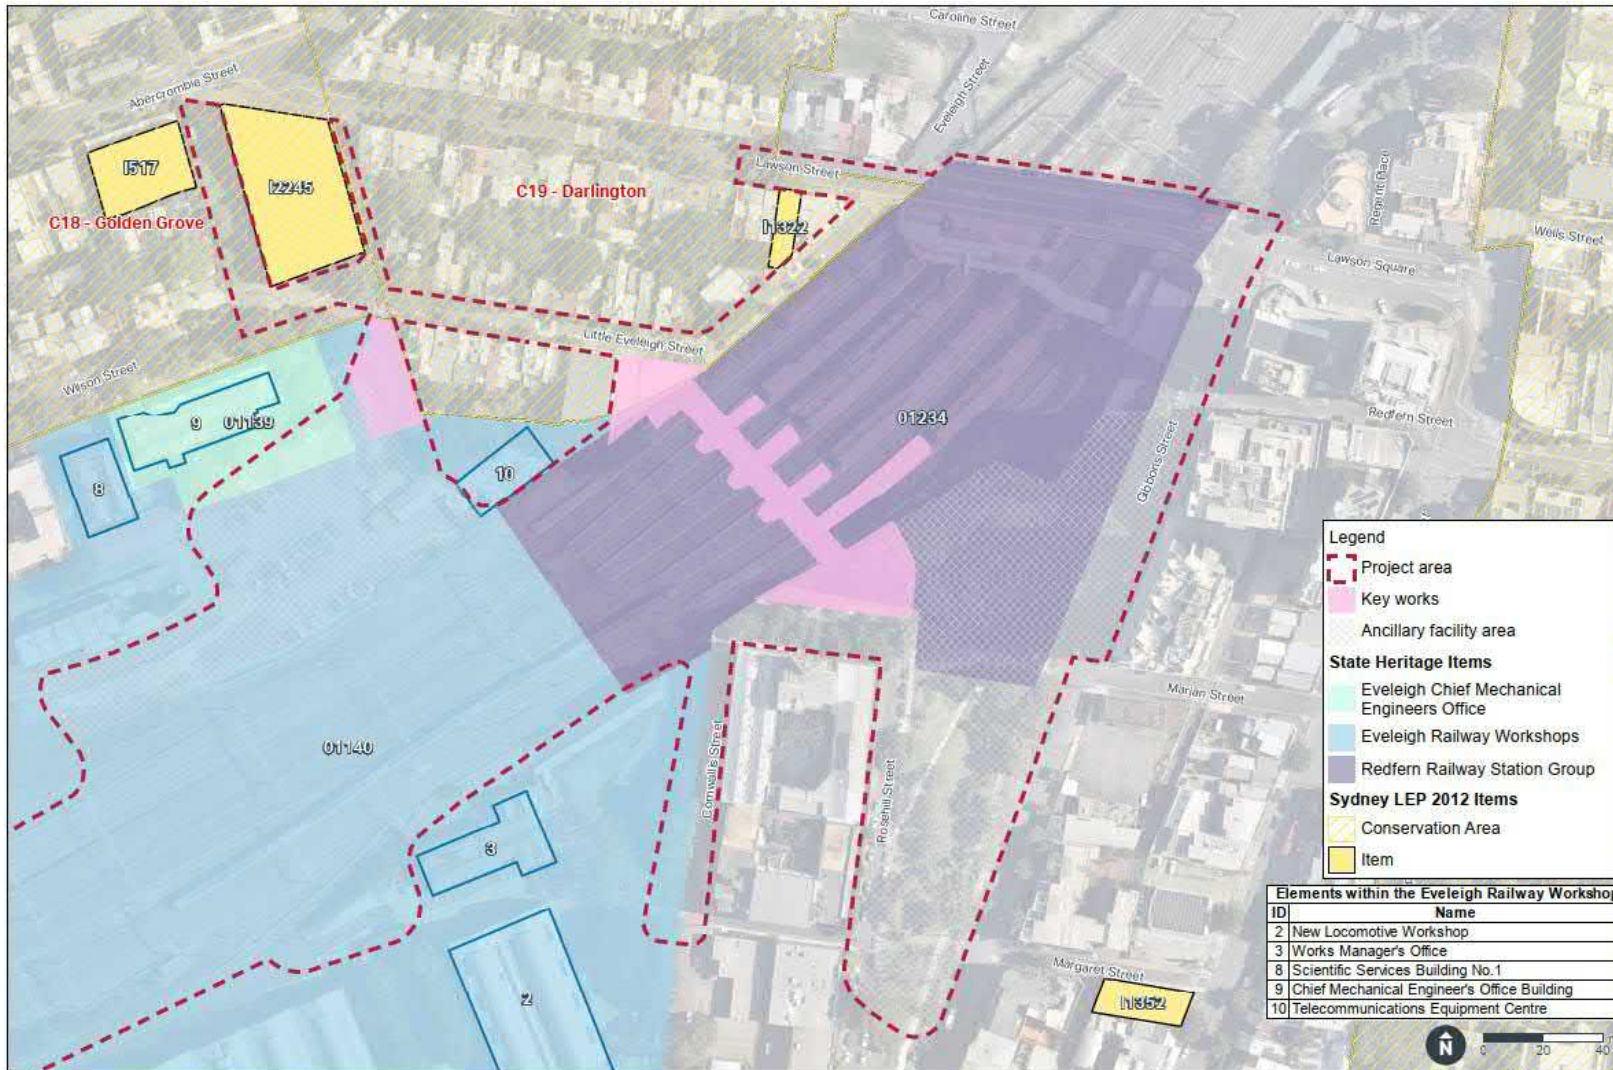 Caroline Street
Abercrombie Street
Eveleigh Street
I517
I2245
C19 - Darlington
Lawson Street
Regent Place
C18 - Golden Grove
I1322
Wells Street
Lawson Square
Little Eveleigh Street
Wilson Street
9
01139
01234
Redfern Street
8
10
Gibbons Street
Marian Street
01140
Cornwallis Street
Rosehill Street
3
2
Margaret Street
I1352
Legend
Project area
Key works
Ancillary facility area
State Heritage Items
Eveleigh Chief Mechanical
Engineers Office
Eveleigh Railway Workshops
Redfern Railway Station Group
Sydney LEP 2012 Items
Conservation Area
Item
Elements within the Eveleigh Railway Workshop
ID Name
2 New Locomotive Workshop
3 Works Manager's Office
8 Scientific Services Building No.1
9 Chief Mechanical Engineer's Office Building
10 Telecommunications Equipment Centre
N
0 20 40